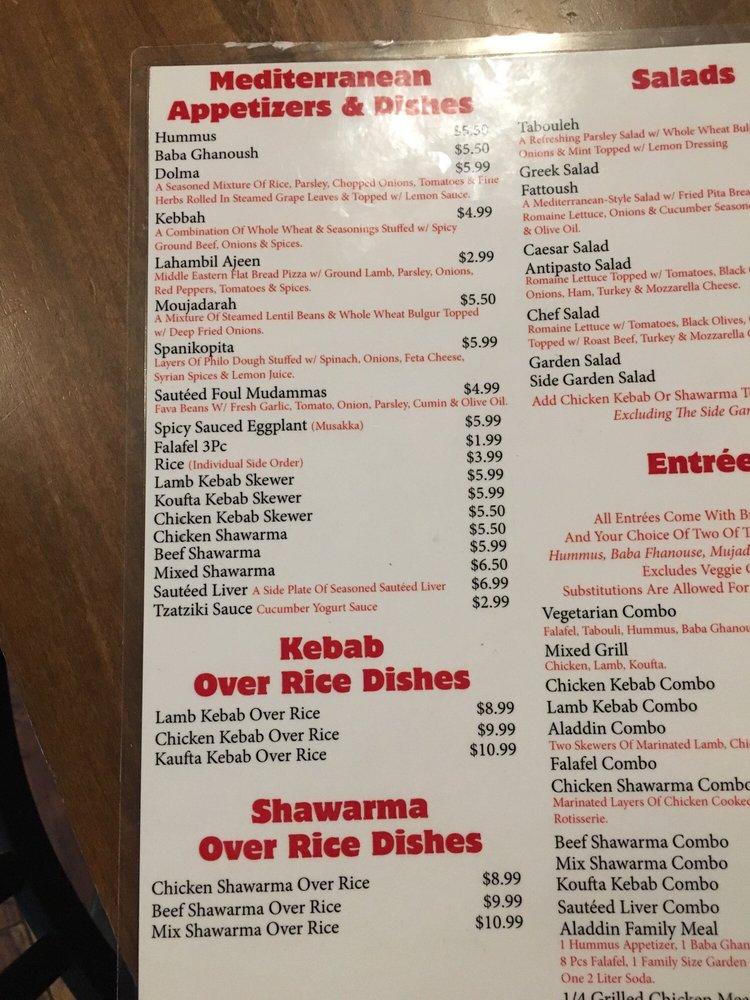 Mediterranean
Appetizers & Dishes
Hummus $5.50
Baba Ghanoush $5.50
Dolma $5.99
A Seasoned Mixture Of Rice, Parsley, Chopped Onions, Tomatoes & Fine
Herbs Rolled In Steamed Grape Leaves & Topped w/ Lemon Sauce.
Kebbah $4.99
A Combination Of Whole Wheat & Seasonings Stuffed w/ Spicy
Ground Beef, Onions & Spices.
Lahambil Ajeen $2.99
Middle Eastern Flat Bread Pizza w/ Ground Lamb, Parsley, Onions,
Red Peppers, Tomatoes & Spices.
Moujadarah $5.50
A Mixture Of Steamed Lentil Beans & Whole Wheat Bulgur Topped
w/ Deep Fried Onions.
Spanikopita $5.99
Layers Of Philo Dough Stuffed w/ Spinach, Onions, Feta Cheese,
Syrian Spices & Lemon Juice.
Sautéed Foul Mudammas $4.99
Fava Beans W/ Fresh Garlic, Tomato, Onion, Parsley, Cumin & Olive Oil.
Spicy Sauced Eggplant (Musakka) $5.99
Falafel 3Pc $1.99
Rice (Individual Side Order) $3.99
Lamb Kebab Skewer $5.99
Koufta Kebab Skewer $5.99
Chicken Kebab Skewer $5.50
Chicken Shawarma $5.50
Beef Shawarma $5.99
Mixed Shawarma $6.50
Sautéed Liver A Side Plate Of Seasoned Sautéed Liver $6.99
Tzatziki Sauce Cucumber Yogurt Sauce $2.99
Kebab
Over Rice Dishes
Lamb Kebab Over Rice $8.99
Chicken Kebab Over Rice $9.99
Kaufta Kebab Over Rice $10.99
Shawarma
Over Rice Dishes
Chicken Shawarma Over Rice $8.99
Beef Shawarma Over Rice $9.99
Mix Shawarma Over Rice $10.99
Salads
Tabouleh
A Refreshing Parsley Salad w/ Whole Wheat Bul
Onions & Mint Topped w/ Lemon Dressing
Greek Salad
Fattoush
A Mediterranean-Style Salad w/ Fried Pita Brea
Romaine Lettuce, Onions & Cucumber Season
& Olive Oil.
Caesar Salad
Antipasto Salad
Romaine Lettuce Topped w/ Tomatoes, Black
Onions, Ham, Turkey & Mozzarella Cheese.
Chef Salad
Romaine Lettuce w/ Tomatoes, Black Olives,
Topped w/ Roast Beef, Turkey & Mozzarella
Garden Salad
Side Garden Salad
Add Chicken Kebab Or Shawarma T
Excluding The Side Gar
Entrée
All Entrées Come With B
And Your Choice Of Two Of T
Hummus, Baba Fhanouse, Mujad
Excludes Veggie
Substitutions Are Allowed For
Vegetarian Combo
Falafel, Tabouli, Hummus, Baba Ghanou
Mixed Grill
Chicken, Lamb, Koufta.
Chicken Kebab Combo
Lamb Kebab Combo
Aladdin Combo
Two Skewers Of Marinated Lamb, Chi
Falafel Combo
Chicken Shawarma Combo
Marinated Layers Of Chicken Cooked
Rotisserie.
Beef Shawarma Combo
Mix Shawarma Combo
Koufta Kebab Combo
Sautéed Liver Combo
Aladdin Family Meal
1 Hummus Appetizer, 1 Baba Ghan
8 Pcs Falafel, 1 Family Size Garden
One 2 Liter Soda.
1/4 Grilled Chicken